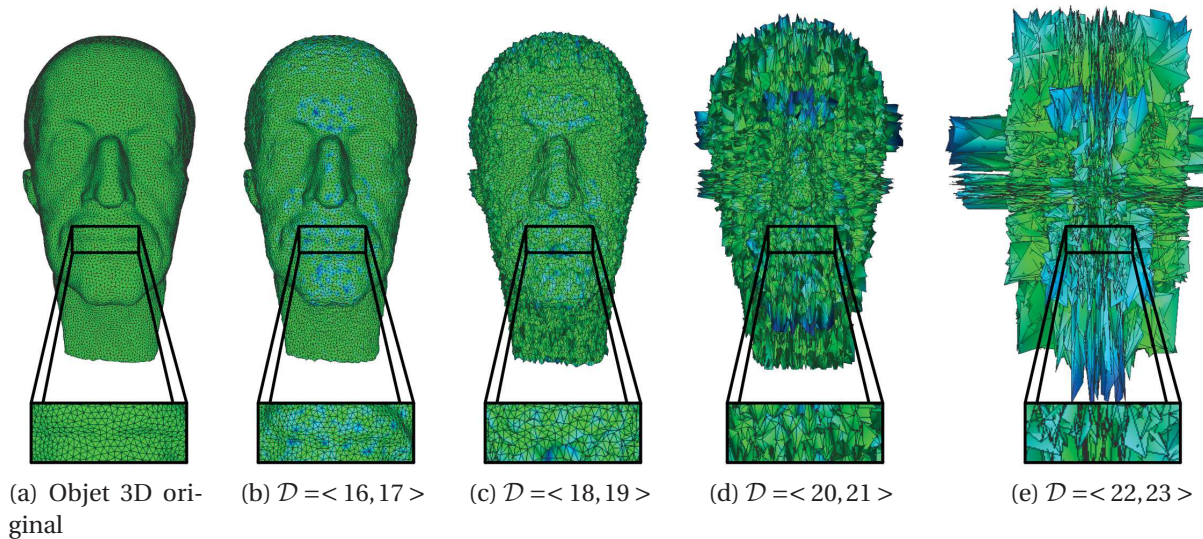 (a) Objet 3D ori-
ginal
(b) 𝒟 =< 16,17 >
(c) 𝒟 =< 18,19 >
(d) 𝒟 =< 20,21 >
(e) 𝒟 =< 22,23 >